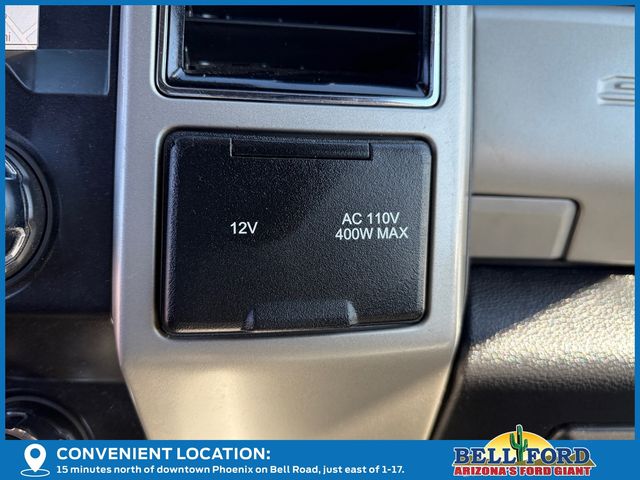 12V
AC 110V
400W MAX
CONVENIENT LOCATION:
15 minutes north of downtown Phoenix on Bell Road, just east of 1-17.
BELL FORD
ARIZONA'S FORD GIANT